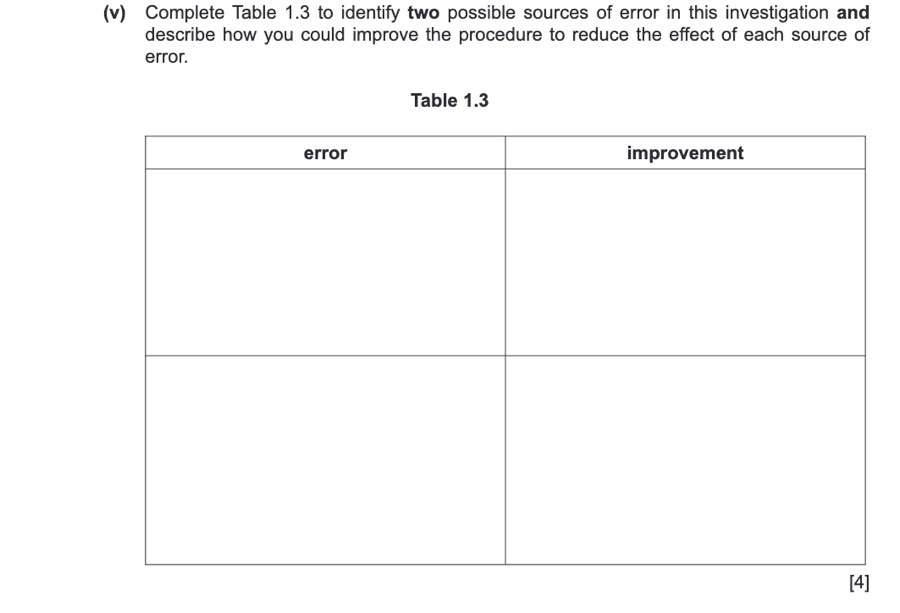 (v) Complete Table 1.3 to identify two possible sources of error in this investigation and
describe how you could improve the procedure to reduce the effect of each source of
error.
Table 1.3
error improvement
[4]